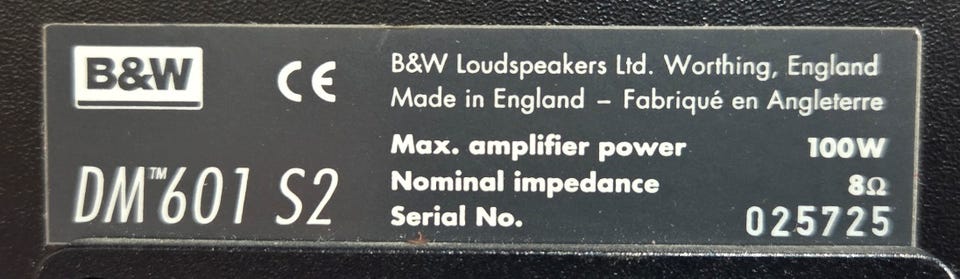 B&W
CE
DM™601 S2
B&W Loudspeakers Ltd. Worthing, England
Made in England – Fabriqué en Angleterre
Max. amplifier power 100W
Nominal impedance 8Ω
Serial No. 025725